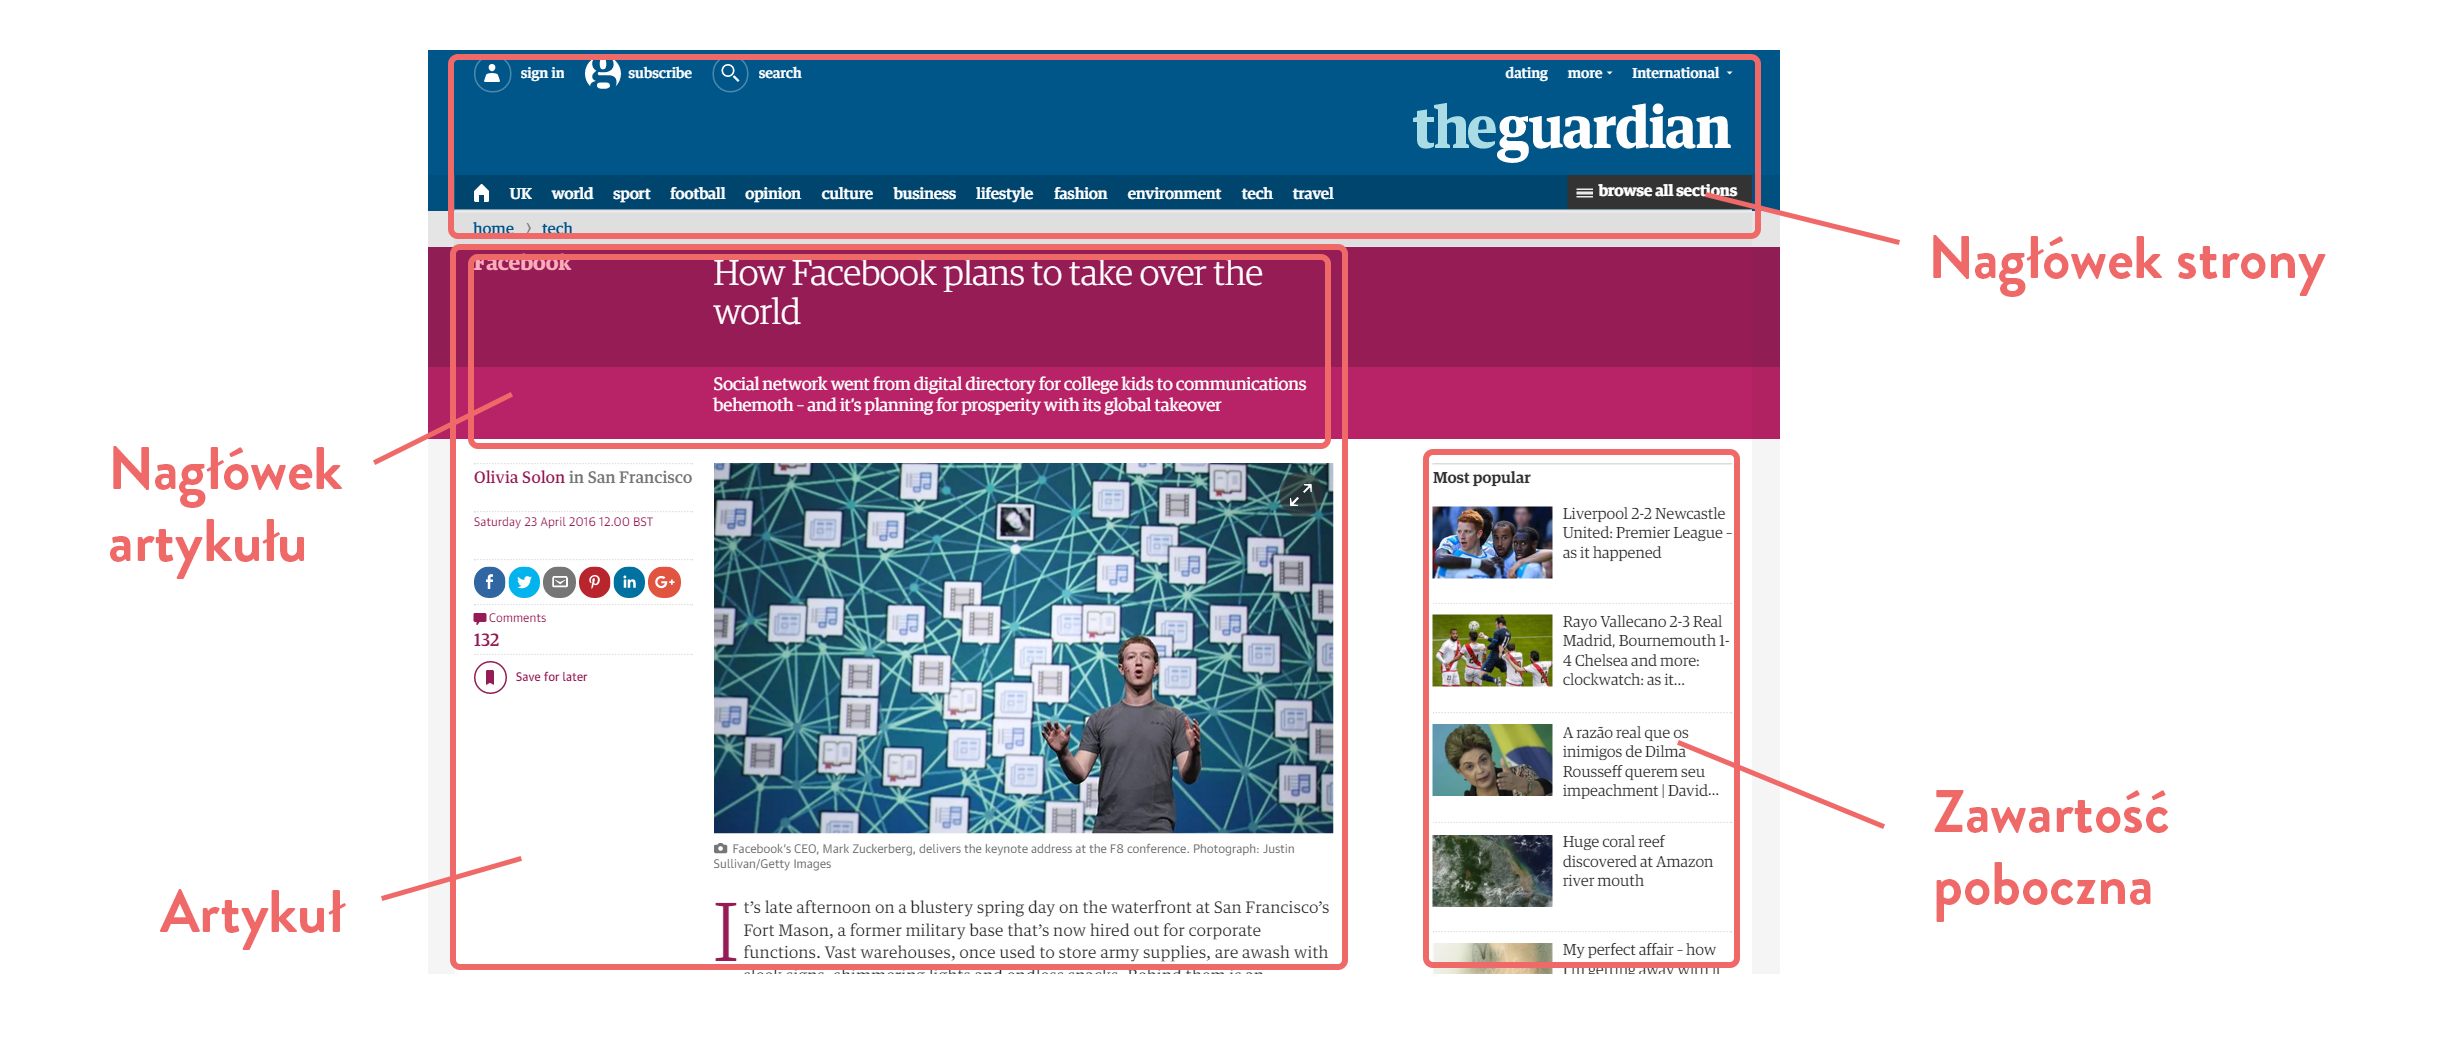 sign in subscribe search dating more International
theguardian
UK world sport football opinion culture business lifestyle fashion environment tech travel browse all sections
home 〉 tech
Nagłówek strony
Facebook
How Facebook plans to take over the
world
Social network went from digital directory for college kids to communications
behemoth – and it's planning for prosperity with its global takeover
Nagłówek
artykułu
Olivia Solon in San Francisco
Saturday 23 April 2016 12.00 BST
Comments
132
Save for later
Facebook's CEO, Mark Zuckerberg, delivers the keynote address at the F8 conference. Photograph: Justin
Sullivan/Getty Images
Artykuł
It's late afternoon on a blustery spring day on the waterfront at San Francisco's
Fort Mason, a former military base that's now hired out for corporate
functions. Vast warehouses, once used to store army supplies, are awash with
Most popular
Liverpool 2-2 Newcastle
United: Premier League –
as it happened
Rayo Vallecano 2-3 Real
Madrid, Bournemouth 1-
4 Chelsea and more:
clockwatch: as it...
A razão real que os
inimigos de Dilma
Rousseff querem seu
impeachment | David...
Huge coral reef
discovered at Amazon
river mouth
My perfect affair – how
I'm getting away with it
Zawartość
poboczna